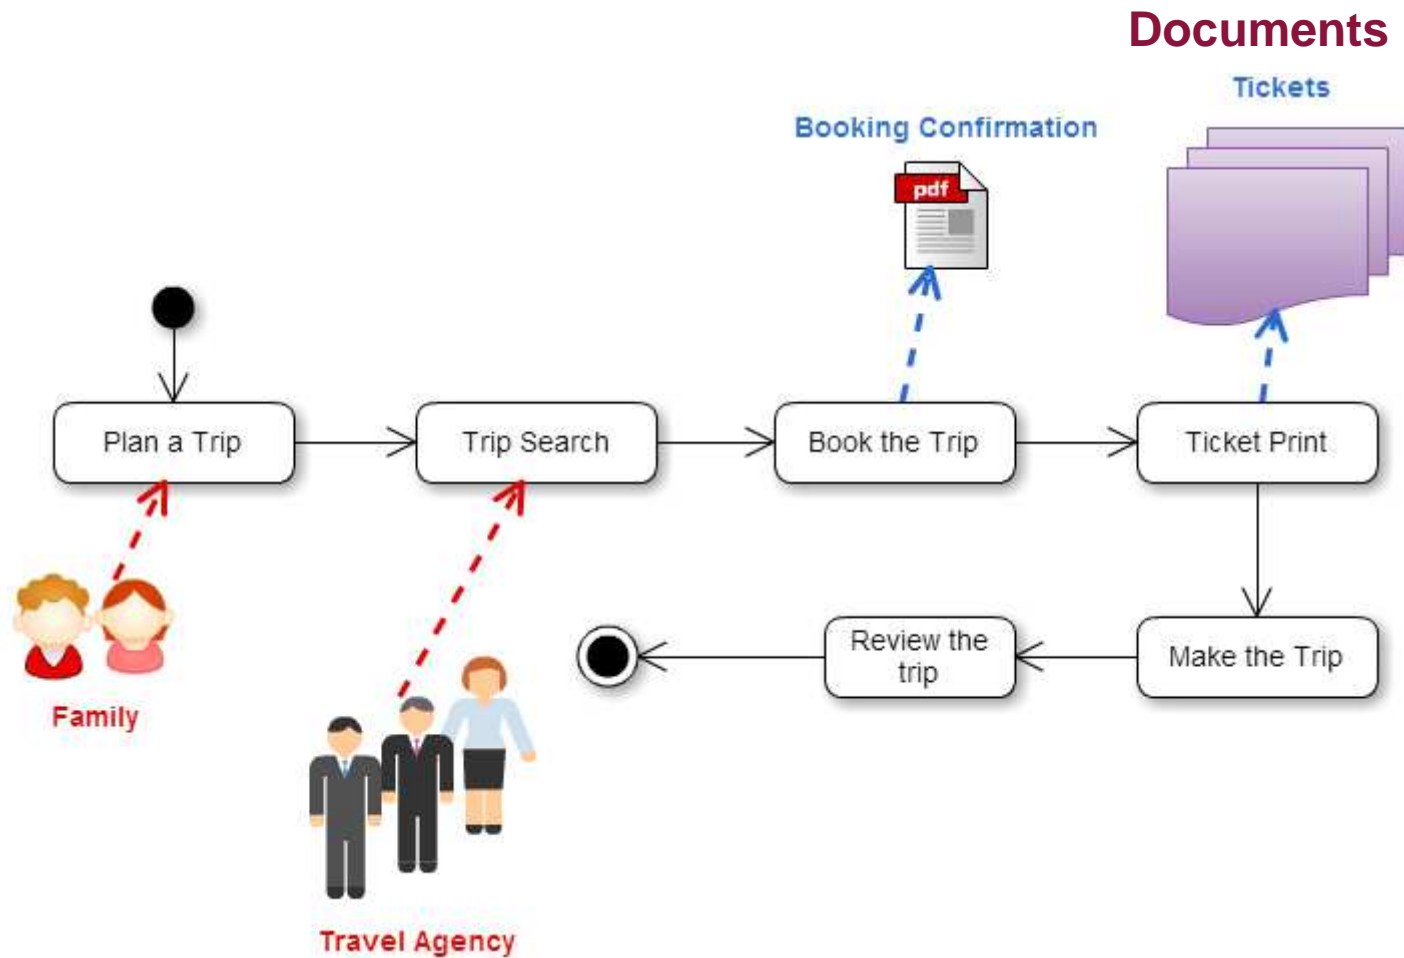 Documents
Tickets
Booking Confirmation
pdf
Plan a Trip
Trip Search
Book the Trip
Ticket Print
Review the
trip
Make the Trip
Family
Travel Agency